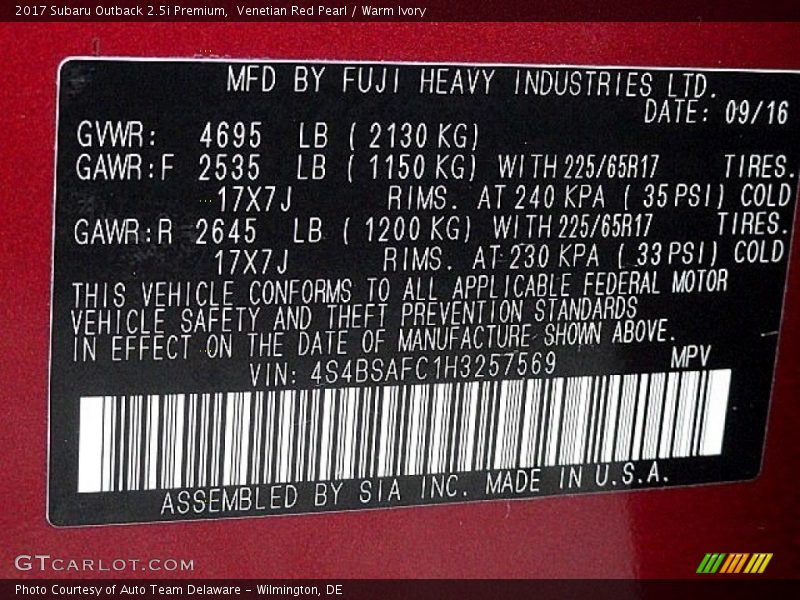 2017 Subaru Outback 2.5i Premium,  Venetian Red Pearl / Warm Ivory
MFD BY FUJI HEAVY INDUSTRIES LTD.
DATE: 09/16
GVWR: 4695 LB ( 2130 KG)
GAWR:F 2535 LB ( 1150 KG) WITH 225/65R17 TIRES.
17X7J RIMS. AT 240 KPA ( 35 PSI) COLD
GAWR:R 2645 LB ( 1200 KG) WITH 225/65R17 TIRES.
17X7J RIMS. AT 230 KPA ( 33 PSI) COLD
THIS VEHICLE CONFORMS TO ALL APPLICABLE FEDERAL MOTOR
VEHICLE SAFETY AND THEFT PREVENTION STANDARDS
IN EFFECT ON THE DATE OF MANUFACTURE SHOWN ABOVE.
VIN: 4S4BSAFC1H3257569 MPV
ASSEMBLED BY SIA INC. MADE IN U.S.A.
GTCARLOT.COM
Photo Courtesy of Auto Team Delaware - Wilmington, DE